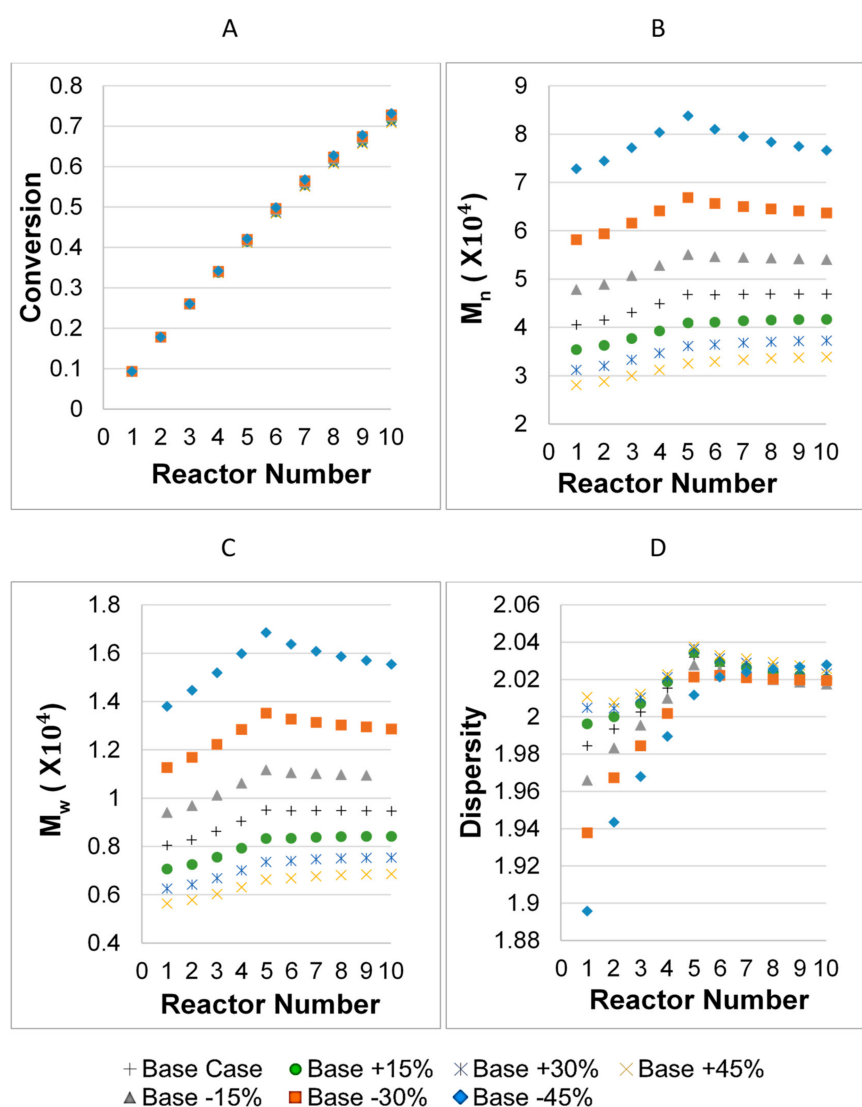 A
0.8
0.7
0.6
0.5
0.4
0.3
0.2
0.1
0
Conversion
0 1 2 3 4 5 6 7 8 9 10
Reactor Number
B
9
8
7
6
5
4
3
2
Mₙ ( X10⁴)
0 1 2 3 4 5 6 7 8 9 10
Reactor Number
C
1.8
1.6
1.4
1.2
1
0.8
0.6
0.4
M_w ( X10⁴)
0 1 2 3 4 5 6 7 8 9 10
Reactor Number
D
2.06
2.04
2.02
2
1.98
1.96
1.94
1.92
1.9
1.88
Dispersity
0 1 2 3 4 5 6 7 8 9 10
Reactor Number
Base Case Base +15% Base +30% Base +45%
Base -15% Base -30% Base -45%